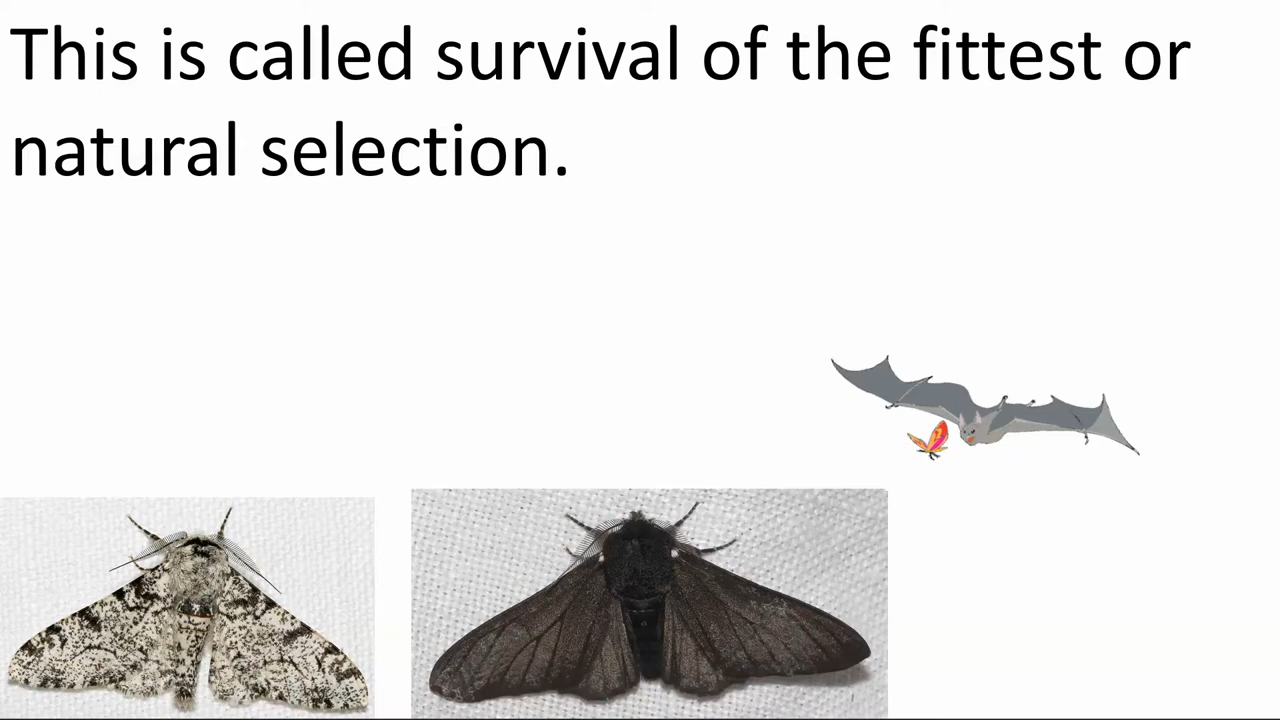 This is called survival of the fittest or
natural selection.